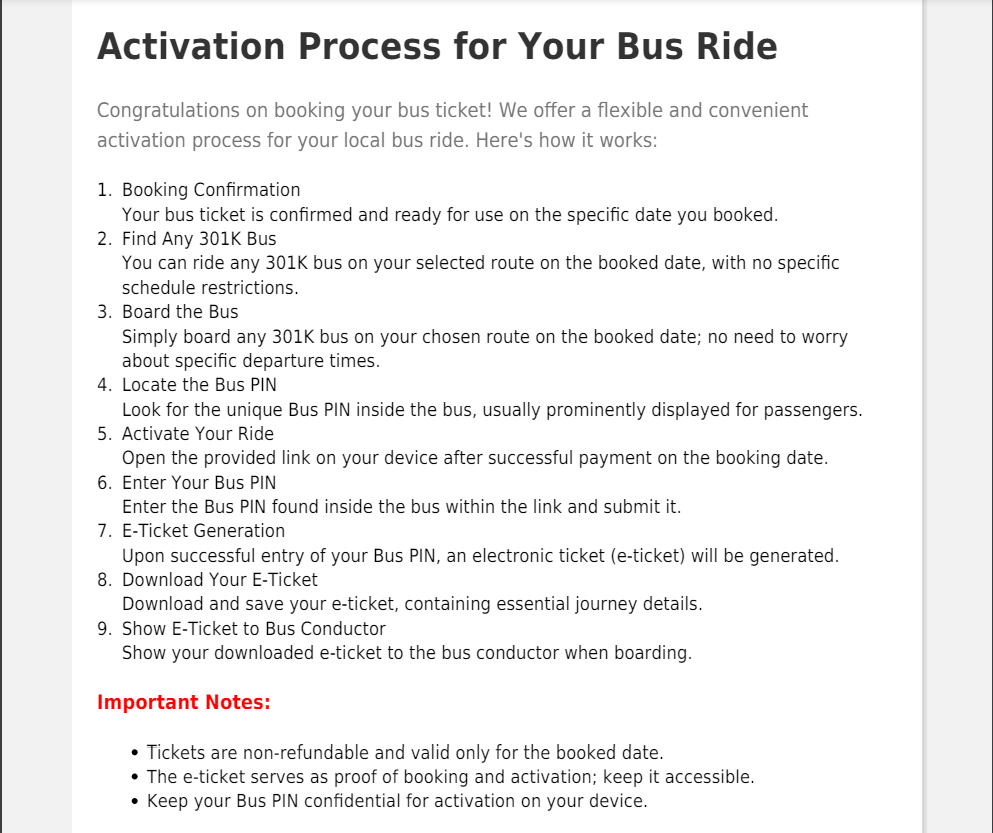 Activation Process for Your Bus Ride
Congratulations on booking your bus ticket! We offer a flexible and convenient
activation process for your local bus ride. Here's how it works:
1. Booking Confirmation
Your bus ticket is confirmed and ready for use on the specific date you booked.
2. Find Any 301K Bus
You can ride any 301K bus on your selected route on the booked date, with no specific
schedule restrictions.
3. Board the Bus
Simply board any 301K bus on your chosen route on the booked date; no need to worry
about specific departure times.
4. Locate the Bus PIN
Look for the unique Bus PIN inside the bus, usually prominently displayed for passengers.
5. Activate Your Ride
Open the provided link on your device after successful payment on the booking date.
6. Enter Your Bus PIN
Enter the Bus PIN found inside the bus within the link and submit it.
7. E-Ticket Generation
Upon successful entry of your Bus PIN, an electronic ticket (e-ticket) will be generated.
8. Download Your E-Ticket
Download and save your e-ticket, containing essential journey details.
9. Show E-Ticket to Bus Conductor
Show your downloaded e-ticket to the bus conductor when boarding.
Important Notes:
• Tickets are non-refundable and valid only for the booked date.
• The e-ticket serves as proof of booking and activation; keep it accessible.
• Keep your Bus PIN confidential for activation on your device.